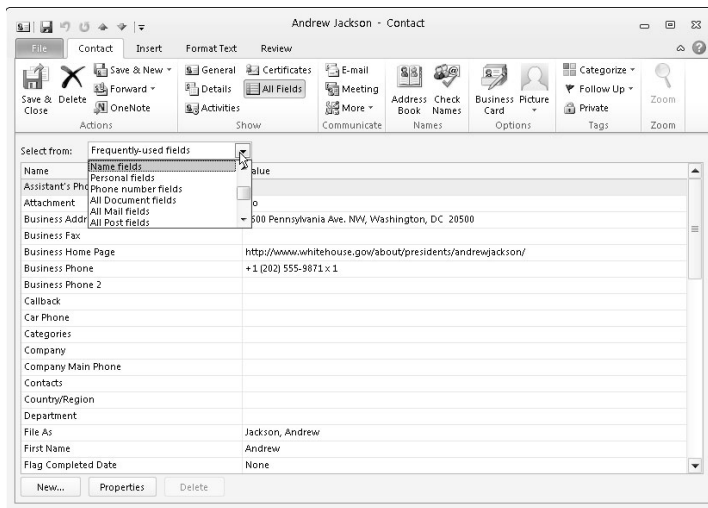 Andrew Jackson - Contact
File Contact Insert Format Text Review
Save & Close
Delete
Save & New
Forward
OneNote
Actions
General
Details
Activities
Certificates
All Fields
Show
E-mail
Meeting
More
Communicate
Address Book
Check Names
Names
Business Card
Picture
Options
Categorize
Follow Up
Private
Tags
Zoom
Zoom
Select from: Frequently-used fields
Name fields
Personal fields
Phone number fields
All Document fields
All Mail fields
All Post fields
Name alue
Assistant's Pho
Attachment o
Business Addr 600 Pennsylvania Ave. NW, Washington, DC 20500
Business Fax
Business Home Page http://www.whitehouse.gov/about/presidents/andrewjackson/
Business Phone +1 (202) 555-9871 x 1
Business Phone 2
Callback
Car Phone
Categories
Company
Company Main Phone
Contacts
Country/Region
Department
File As Jackson, Andrew
First Name Andrew
Flag Completed Date None
New... Properties Delete